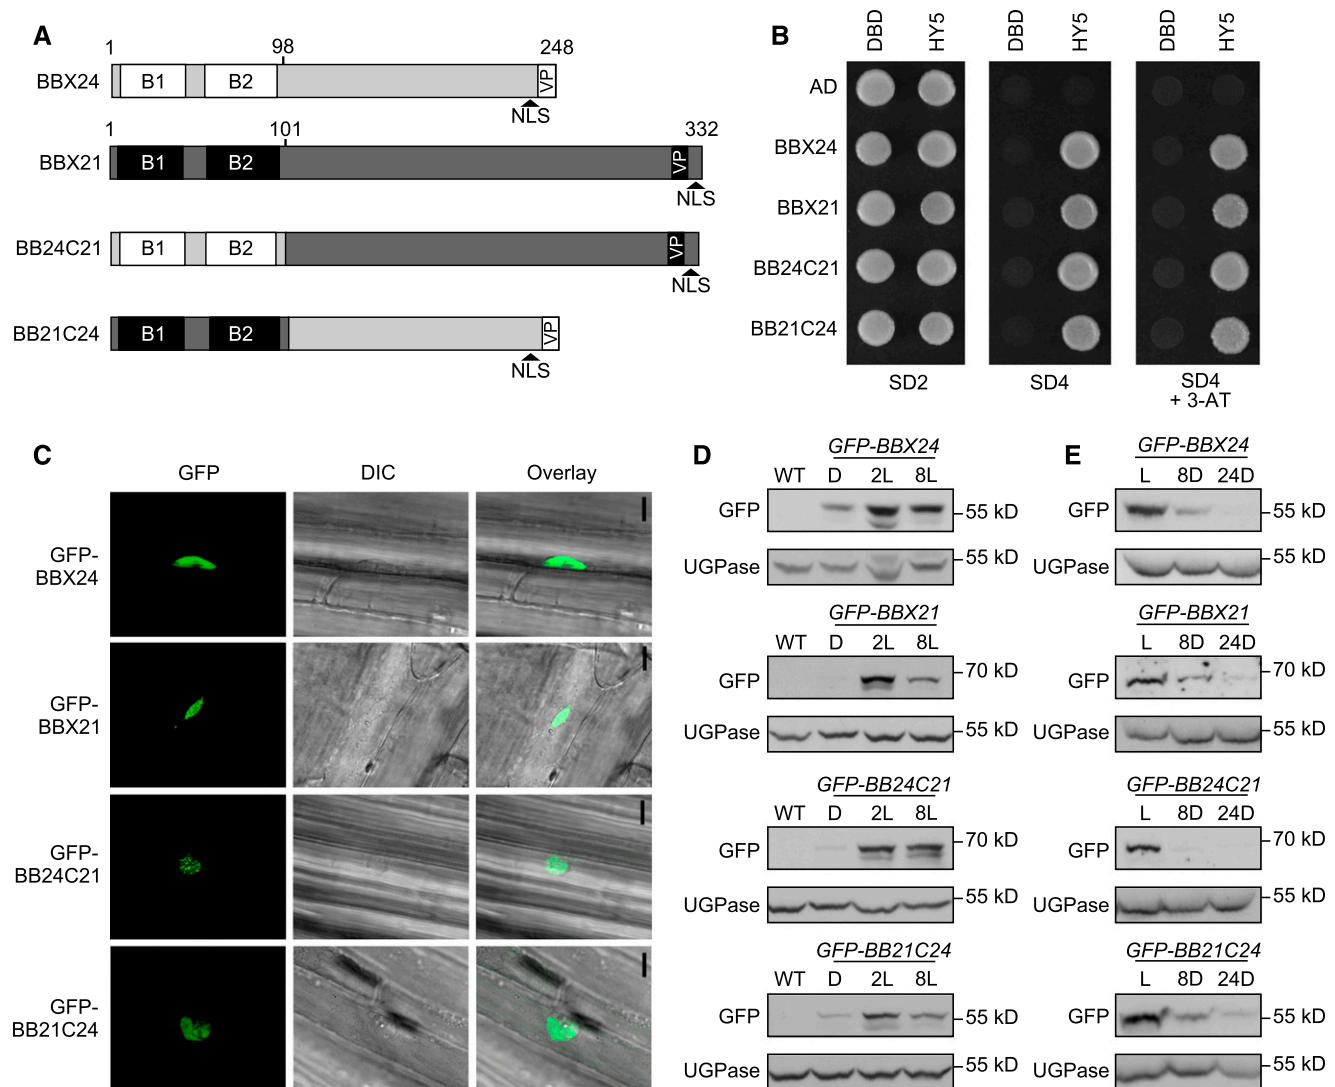 A
1 98 248
BBX24 B1 B2 VP
NLS
1 101 332
BBX21 B1 B2 VP
NLS
BB24C21 B1 B2 VP
NLS
BB21C24 B1 B2 VP
NLS
B
DBD HY5 DBD HY5 DBD HY5
AD
BBX24
BBX21
BB24C21
BB21C24
SD2 SD4 SD4
+ 3-AT
C
GFP DIC Overlay
GFP-
BBX24
GFP-
BBX21
GFP-
BB24C21
GFP-
BB21C24
D
GFP-BBX24
WT D 2L 8L
GFP 55 kD
UGPase 55 kD
GFP-BBX21
WT D 2L 8L
GFP 70 kD
UGPase 55 kD
GFP-BB24C21
WT D 2L 8L
GFP 70 kD
UGPase 55 kD
GFP-BB21C24
WT D 2L 8L
GFP 55 kD
UGPase 55 kD
E
GFP-BBX24
L 8D 24D
GFP 55 kD
UGPase 55 kD
GFP-BBX21
L 8D 24D
GFP 70 kD
UGPase 55 kD
GFP-BB24C21
L 8D 24D
GFP 70 kD
UGPase 55 kD
GFP-BB21C24
L 8D 24D
GFP 55 kD
UGPase 55 kD